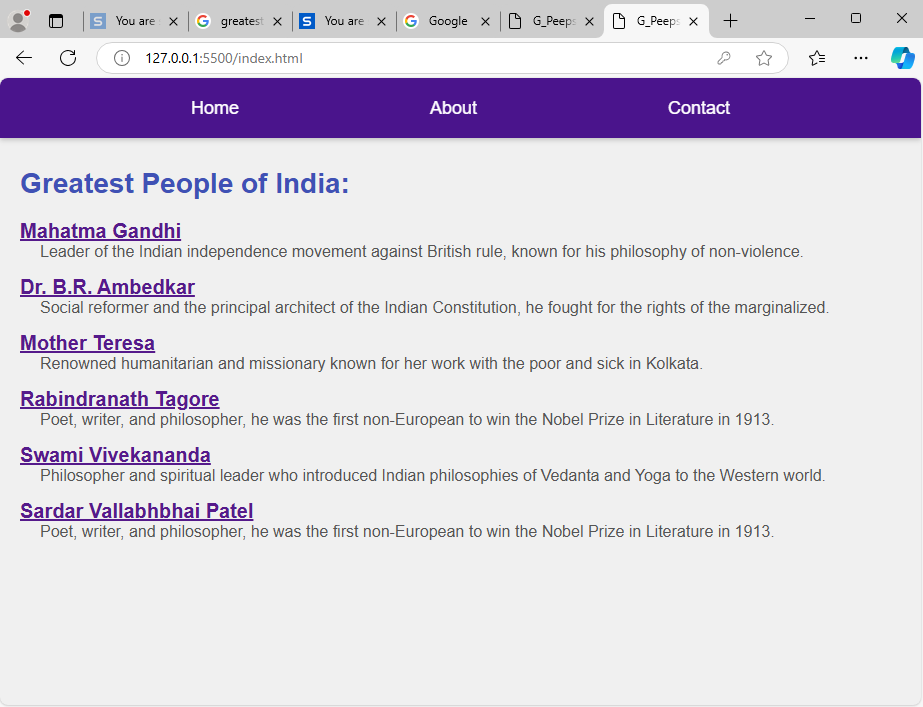 You are
greatest
You are
Google
G_Peeps
G_Peeps
127.0.0.1:5500/index.html
Home About Contact
Greatest People of India:
Mahatma Gandhi
Leader of the Indian independence movement against British rule, known for his philosophy of non-violence.
Dr. B.R. Ambedkar
Social reformer and the principal architect of the Indian Constitution, he fought for the rights of the marginalized.
Mother Teresa
Renowned humanitarian and missionary known for her work with the poor and sick in Kolkata.
Rabindranath Tagore
Poet, writer, and philosopher, he was the first non-European to win the Nobel Prize in Literature in 1913.
Swami Vivekananda
Philosopher and spiritual leader who introduced Indian philosophies of Vedanta and Yoga to the Western world.
Sardar Vallabhbhai Patel
Poet, writer, and philosopher, he was the first non-European to win the Nobel Prize in Literature in 1913.